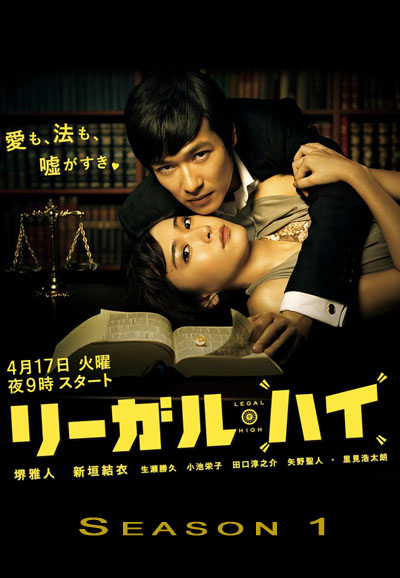 愛も、法も、
嘘がすき♥
4月17日 火曜
夜9時 スタート
リーガル・ハイ
LEGAL
HIGH
堺雅人 新垣結衣 生瀬勝久 小池栄子 田口淳之介 矢野聖人・里見浩太朗
SEASON 1